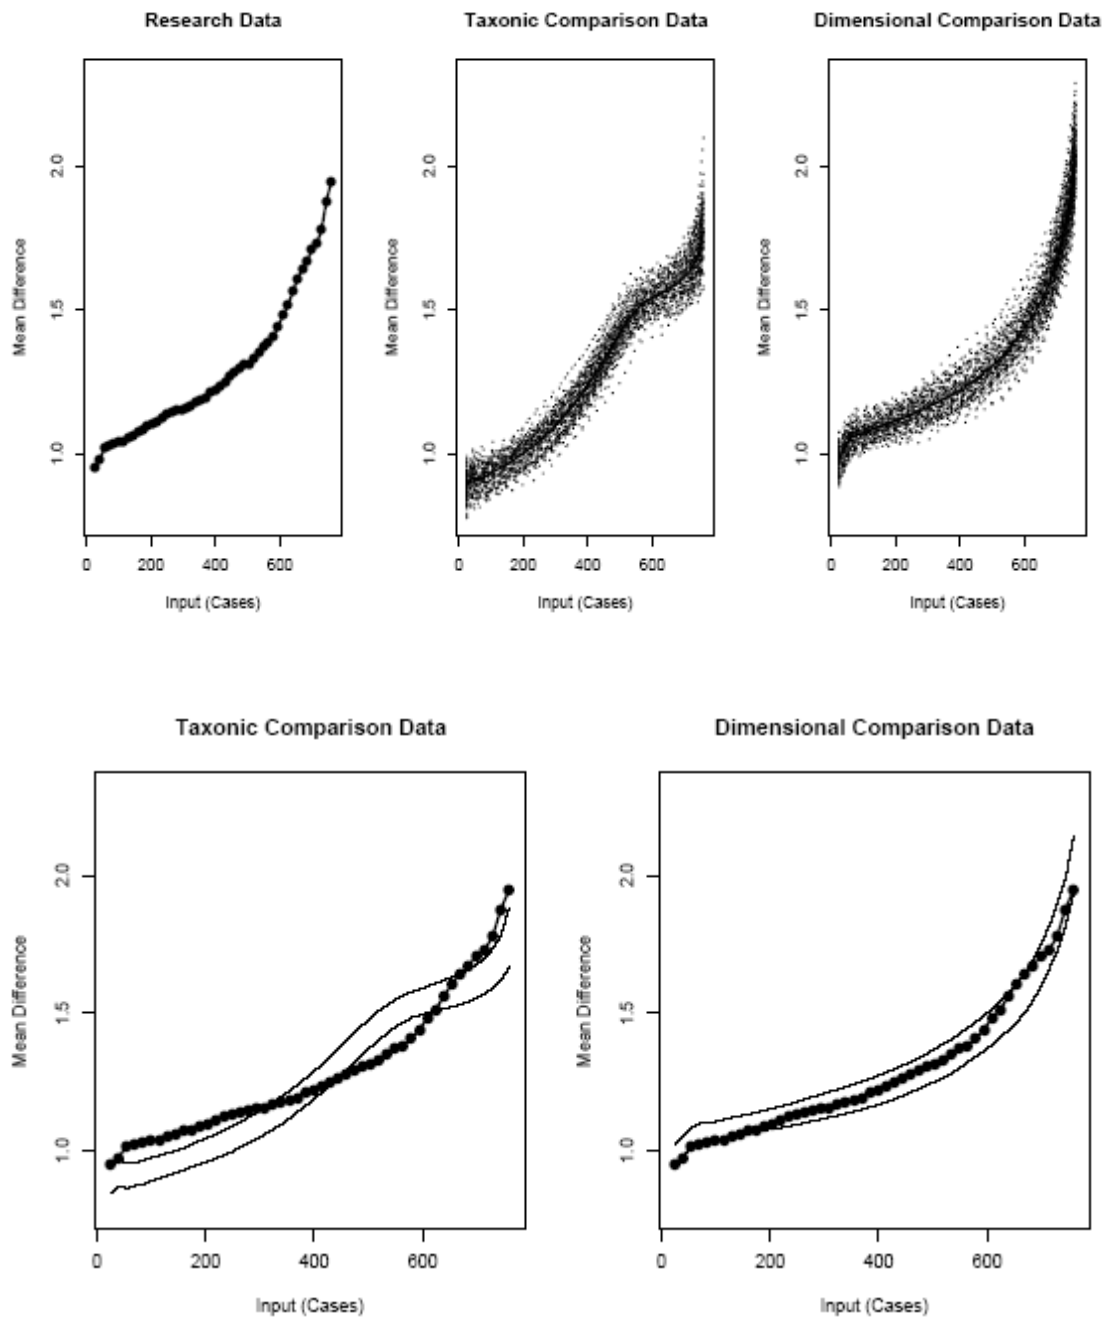 Research Data
Taxonic Comparison Data
Dimensional Comparison Data
Mean Difference
2.0
1.5
1.0
0 200 400 600
Input (Cases)
Mean Difference
2.0
1.5
1.0
0 200 400 600
Input (Cases)
Mean Difference
2.0
1.5
1.0
0 200 400 600
Input (Cases)
Taxonic Comparison Data
Dimensional Comparison Data
Mean Difference
2.0
1.5
1.0
0 200 400 600
Input (Cases)
Mean Difference
2.0
1.5
1.0
0 200 400 600
Input (Cases)